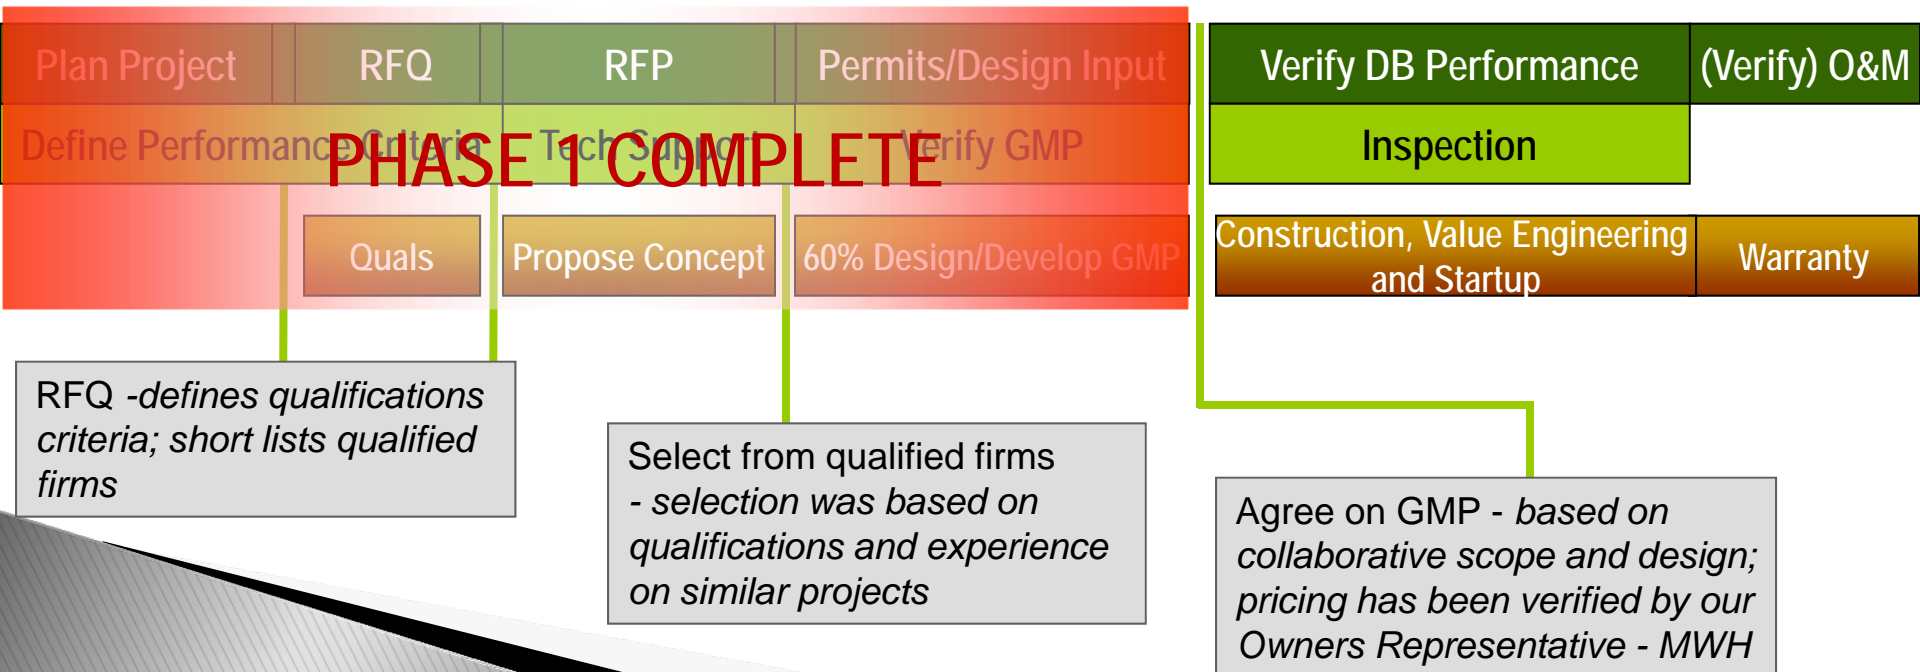 Plan Project
RFQ
RFP
Permits/Design Input
Verify DB Performance
(Verify) O&M
Define Performance Criteria
Tech Support
Verify GMP
Inspection
PHASE 1 COMPLETE
Quals
Propose Concept
60% Design/Develop GMP
Construction, Value Engineering
and Startup
Warranty
RFQ -defines qualifications
criteria; short lists qualified
firms
Select from qualified firms
- selection was based on
qualifications and experience
on similar projects
Agree on GMP - based on
collaborative scope and design;
pricing has been verified by our
Owners Representative - MWH